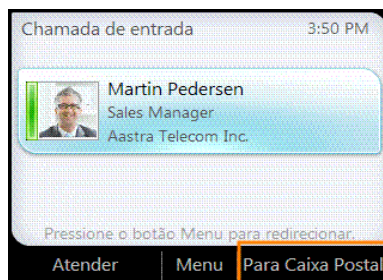 Chamada de entrada 3:50 PM
Martin Pedersen
Sales Manager
Aastra Telecom Inc.
Pressione o botão Menu para redirecionar.
Atender Menu Para Caixa Postal